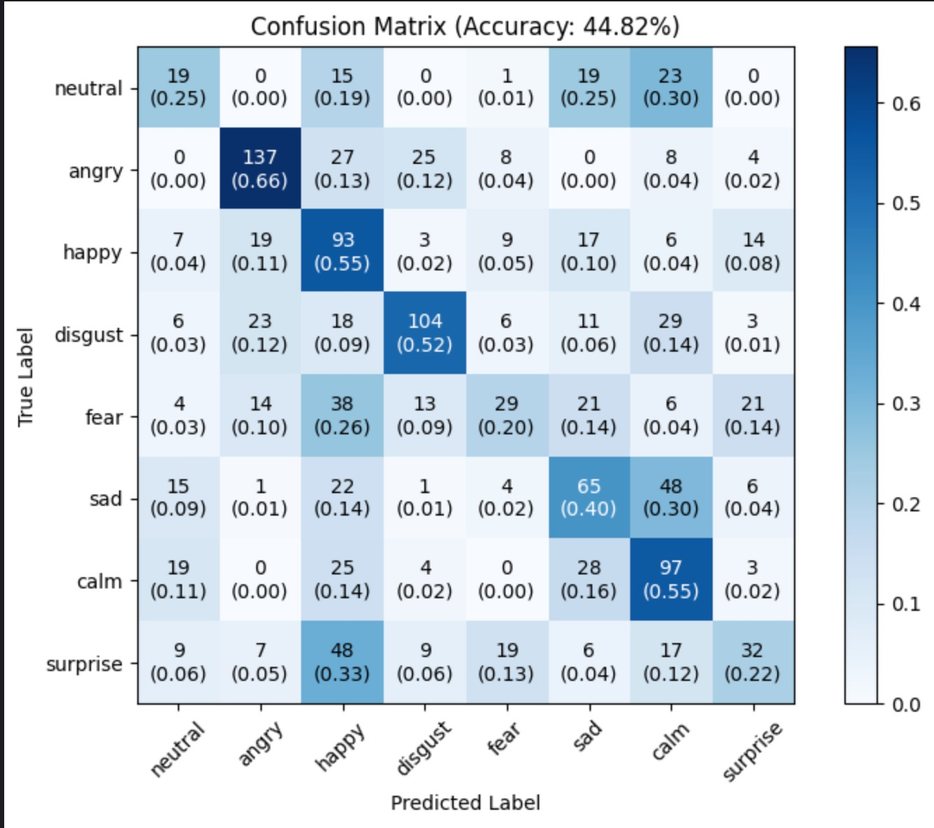 Confusion Matrix (Accuracy: 44.82%)
neutral 19 0 15 0 1 19 23 0
(0.25) (0.00) (0.19) (0.00) (0.01) (0.25) (0.30) (0.00)
angry 0 137 27 25 8 0 8 4
(0.00) (0.66) (0.13) (0.12) (0.04) (0.00) (0.04) (0.02)
happy 7 19 93 3 9 17 6 14
(0.04) (0.11) (0.55) (0.02) (0.05) (0.10) (0.04) (0.08)
disgust 6 23 18 104 6 11 29 3
(0.03) (0.12) (0.09) (0.52) (0.03) (0.06) (0.14) (0.01)
fear 4 14 38 13 29 21 6 21
(0.03) (0.10) (0.26) (0.09) (0.20) (0.14) (0.04) (0.14)
sad 15 1 22 1 4 65 48 6
(0.09) (0.01) (0.14) (0.01) (0.02) (0.40) (0.30) (0.04)
calm 19 0 25 4 0 28 97 3
(0.11) (0.00) (0.14) (0.02) (0.00) (0.16) (0.55) (0.02)
surprise 9 7 48 9 19 6 17 32
(0.06) (0.05) (0.33) (0.06) (0.13) (0.04) (0.12) (0.22)
neutral angry happy disgust fear sad calm surprise
Predicted Label
True Label
0.6
0.5
0.4
0.3
0.2
0.1
0.0